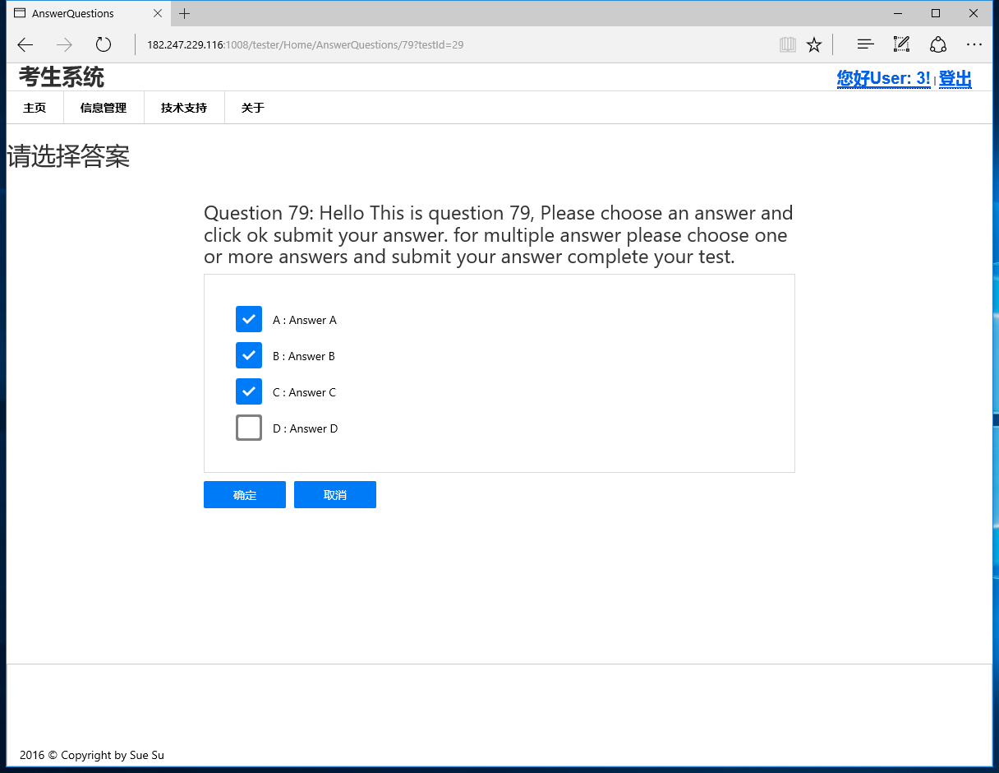 AnswerQuestions
182.247.229.116:1008/tester/Home/AnswerQuestions/79?testId=29
考生系统
您好User: 3! | 登出
主页 信息管理 技术支持 关于
请选择答案
Question 79: Hello This is question 79, Please choose an answer and
click ok submit your answer. for multiple answer please choose one
or more answers and submit your answer complete your test.
A : Answer A
B : Answer B
C : Answer C
D : Answer D
确定 取消
2016 © Copyright by Sue Su